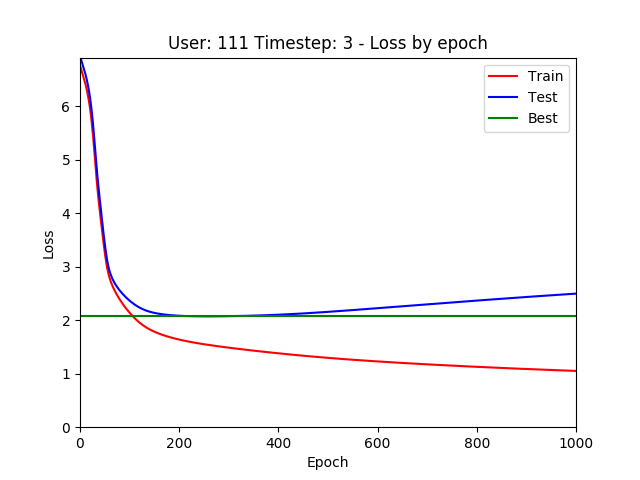 User: 111 Timestep: 3 - Loss by epoch
Train
Test
Best
Loss
6
5
4
3
2
1
0
0 200 400 600 800 1000
Epoch